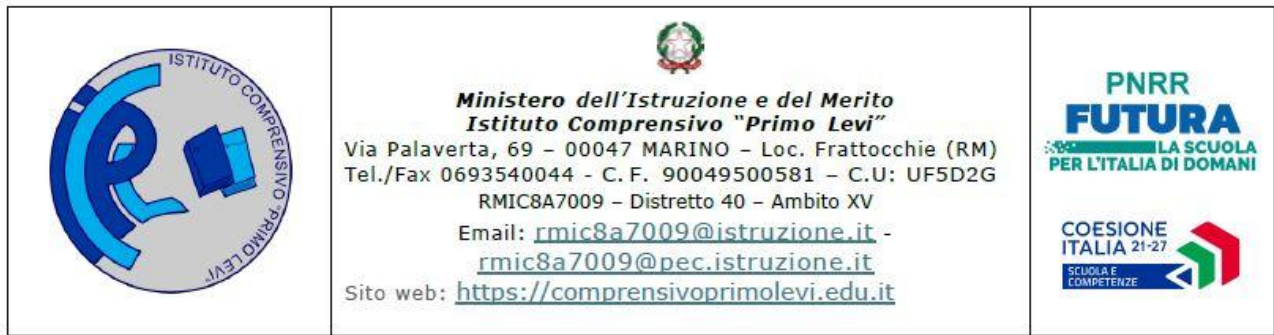 ISTITUTO COMPRENSIVO "PRIMO LEVI"
Ministero dell'Istruzione e del Merito
Istituto Comprensivo "Primo Levi"
Via Palaverta, 69 – 00047 MARINO – Loc. Frattocchie (RM)
Tel./Fax 0693540044 - C. F. 90049500581 – C.U: UF5D2G
RMIC8A7009 – Distretto 40 – Ambito XV
Email: rmic8a7009@istruzione.it -
rmic8a7009@pec.istruzione.it
Sito web: https://comprensivoprimolevi.edu.it
PNRR
FUTURA
LA SCUOLA
PER L'ITALIA DI DOMANI
COESIONE
ITALIA 21-27
SCUOLA E
COMPETENZE